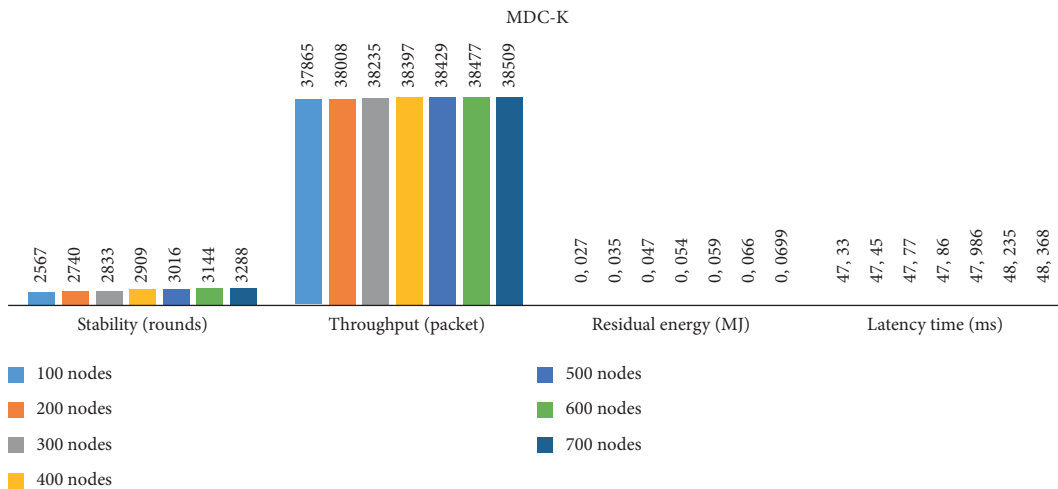 MDC-K
2567
2740
2833
2909
3016
3144
3288
37865
38008
38235
38397
38429
38477
38509
0, 027
0, 035
0, 047
0, 054
0, 059
0, 066
0, 0699
47, 33
47, 45
47, 77
47, 86
47, 986
48, 235
48, 368
Stability (rounds)
Throughput (packet)
Residual energy (MJ)
Latency time (ms)
100 nodes
200 nodes
300 nodes
400 nodes
500 nodes
600 nodes
700 nodes